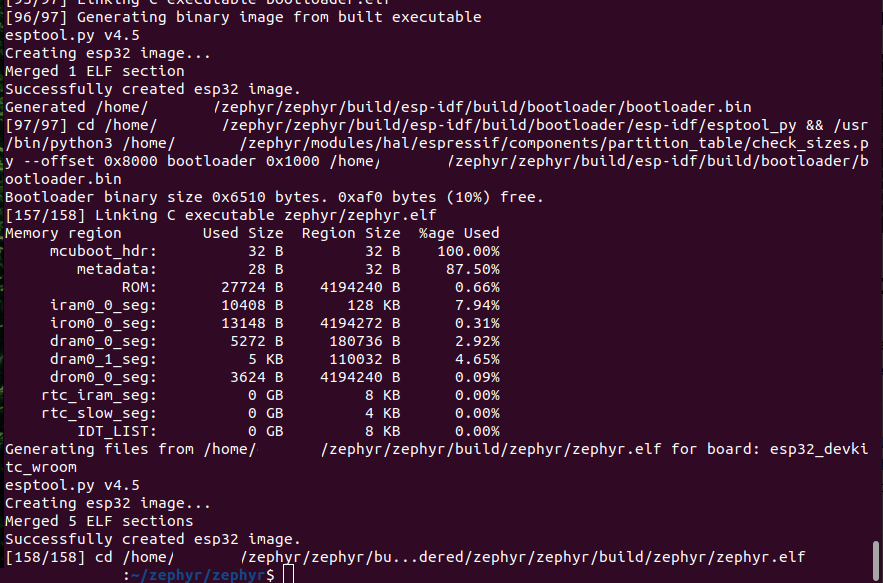 [95/97] Linking C executable bootloader.elf
[96/97] Generating binary image from built executable
esptool.py v4.5
Creating esp32 image...
Merged 1 ELF section
Successfully created esp32 image.
Generated /home/ /zephyr/zephyr/build/esp-idf/build/bootloader/bootloader.bin
[97/97] cd /home/ /zephyr/zephyr/build/esp-idf/build/bootloader/esp-idf/esptool_py && /usr
/bin/python3 /home/ /zephyr/modules/hal/espressif/components/partition_table/check_sizes.p
y --offset 0x8000 bootloader 0x1000 /home/ /zephyr/zephyr/build/esp-idf/build/bootloader/b
ootloader.bin
Bootloader binary size 0x6510 bytes. 0xaf0 bytes (10%) free.
[157/158] Linking C executable zephyr/zephyr.elf
Memory region Used Size Region Size %age Used
mcuboot_hdr: 32 B 32 B 100.00%
metadata: 28 B 32 B 87.50%
ROM: 27724 B 4194240 B 0.66%
iram0_0_seg: 10408 B 128 KB 7.94%
irom0_0_seg: 13148 B 4194272 B 0.31%
dram0_0_seg: 5272 B 180736 B 2.92%
dram0_1_seg: 5 KB 110032 B 4.65%
drom0_0_seg: 3624 B 4194240 B 0.09%
rtc_iram_seg: 0 GB 8 KB 0.00%
rtc_slow_seg: 0 GB 4 KB 0.00%
IDT_LIST: 0 GB 8 KB 0.00%
Generating files from /home/ /zephyr/zephyr/build/zephyr/zephyr.elf for board: esp32_devki
tc_wroom
esptool.py v4.5
Creating esp32 image...
Merged 5 ELF sections
Successfully created esp32 image.
[158/158] cd /home/ /zephyr/zephyr/bu...dered/zephyr/zephyr/build/zephyr/zephyr.elf
:~/zephyr/zephyr$